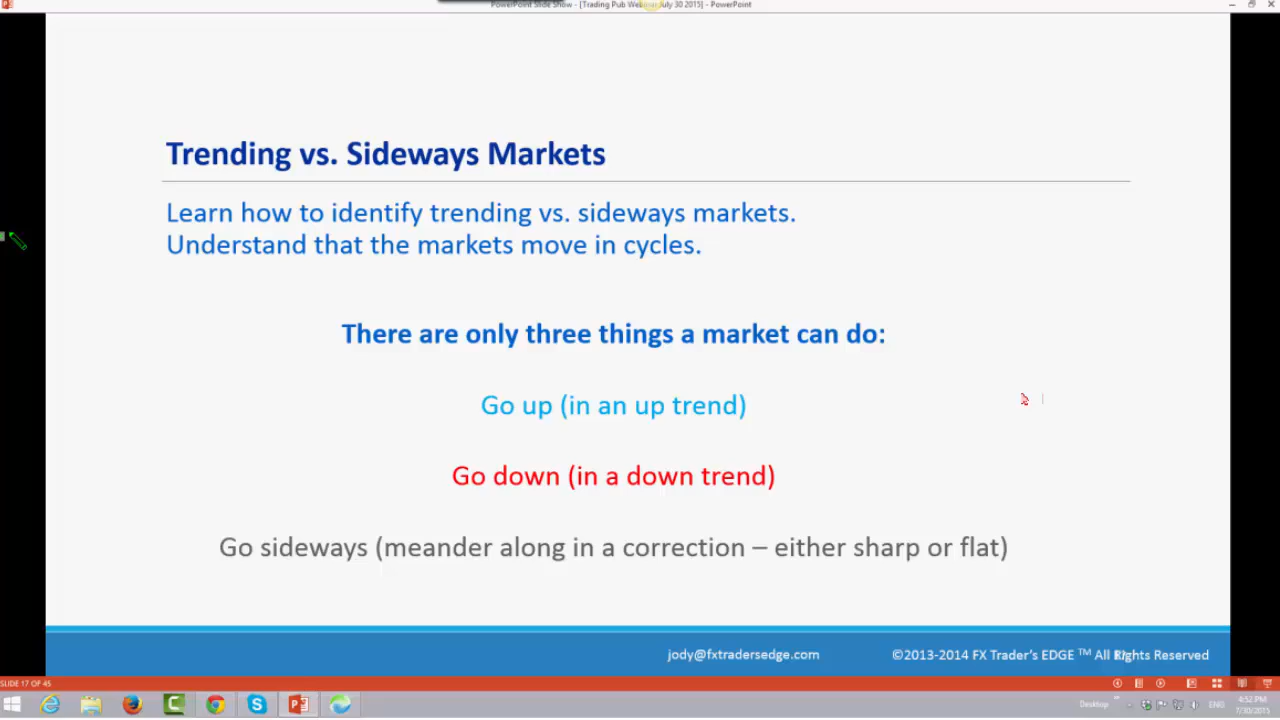 PowerPoint Slide Show - [Trading Pub Webinar July 30 2015] - PowerPoint
Trending vs. Sideways Markets
Learn how to identify trending vs. sideways markets.
Understand that the markets move in cycles.
There are only three things a market can do:
Go up (in an up trend)
Go down (in a down trend)
Go sideways (meander along in a correction – either sharp or flat)
jody@fxtradersedge.com
©2013-2014 FX Trader's EDGE ™ All Rights Reserved
SLIDE 17 OF 45
Desktop
ENG
4:52 PM
7/30/2015